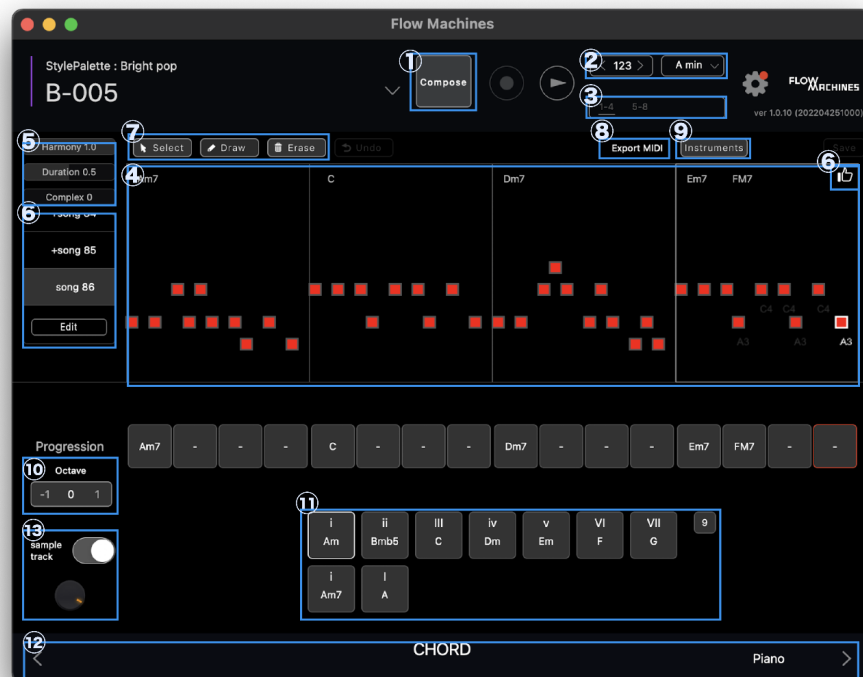 Flow Machines
StylePalette : Bright pop
B-005
① Compose
② < 123 > A min
③ 1-4 5-8
FLOW MACHINES
ver 1.0.10 (202204251000)
⑤ Harmony 1.0
Duration 0.5
Complex 0
⑦ Select Draw Erase Undo
⑧ Export MIDI
⑨ Instruments
Save
⑥ +song 84
+song 85
song 86
Edit
④ Am7 C Dm7 Em7 FM7 ⑥
C4 C4 C4
A3 A3 A3
Progression
Am7 - - - C - - - Dm7 - - - Em7 FM7 - -
⑩ Octave
-1 0 1
⑪
i ii III iv v VI VII 9
Am Bmb5 C Dm Em F G
i I
Am7 A
⑬ sample
track
⑫ < CHORD Piano >